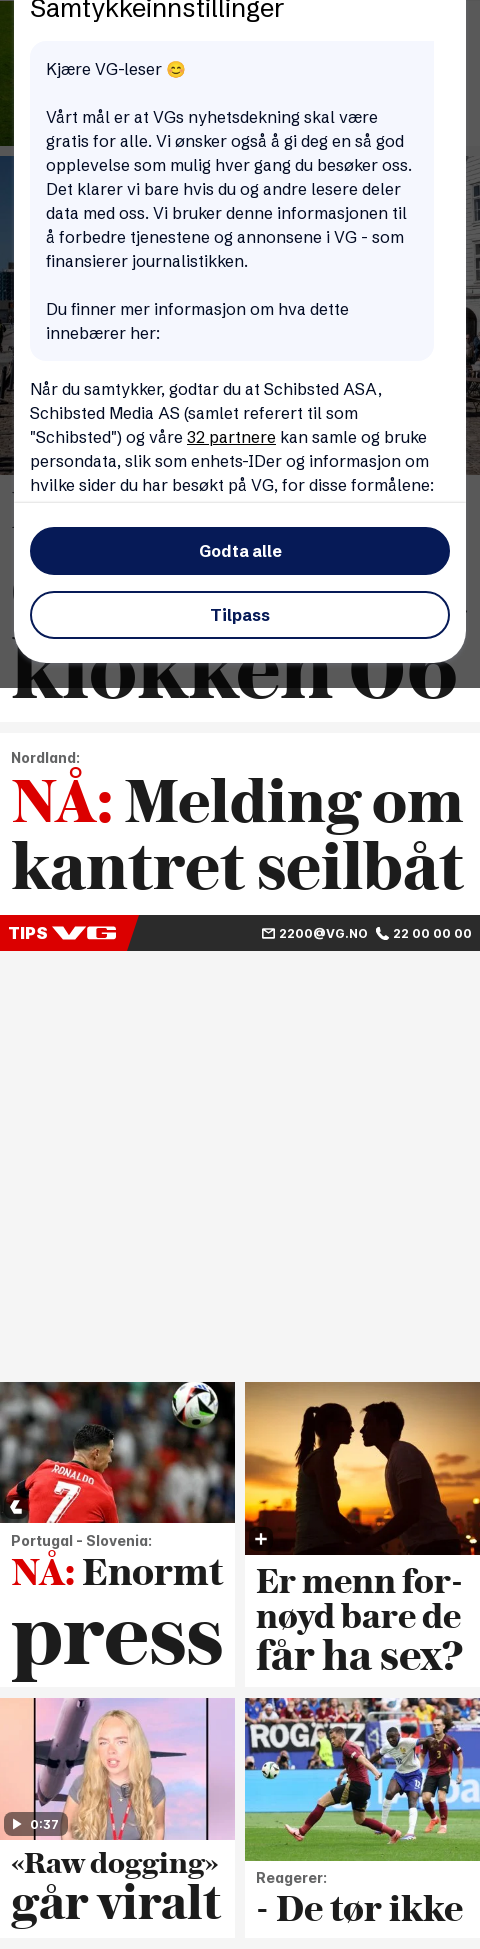 Samtykkeinnstillinger
Kjære VG-leser 😊
Vårt mål er at VGs nyhetsdekning skal være
gratis for alle. Vi ønsker også å gi deg en så god
opplevelse som mulig hver gang du besøker oss.
Det klarer vi bare hvis du og andre lesere deler
data med oss. Vi bruker denne informasjonen til
å forbedre tjenestene og annonsene i VG - som
finansierer journalistikken.
Du finner mer informasjon om hva dette
innebærer her:
Når du samtykker, godtar du at Schibsted ASA,
Schibsted Media AS (samlet referert til som
"Schibsted") og våre 32 partnere kan samle og bruke
persondata, slik som enhets-IDer og informasjon om
hvilke sider du har besøkt på VG, for disse formålene:
Godta alle
Tilpass
klokken 06
Nordland:
NÅ: Melding om
kantret seilbåt
TIPS VG
2200@VG.NO 22 00 00 00
RONALDO
7
Portugal - Slovenia:
NÅ: Enormt
press
Er menn for-
nøyd bare de
får ha sex?
0:37
«Raw dogging»
går viralt
Reagerer:
- De tør ikke